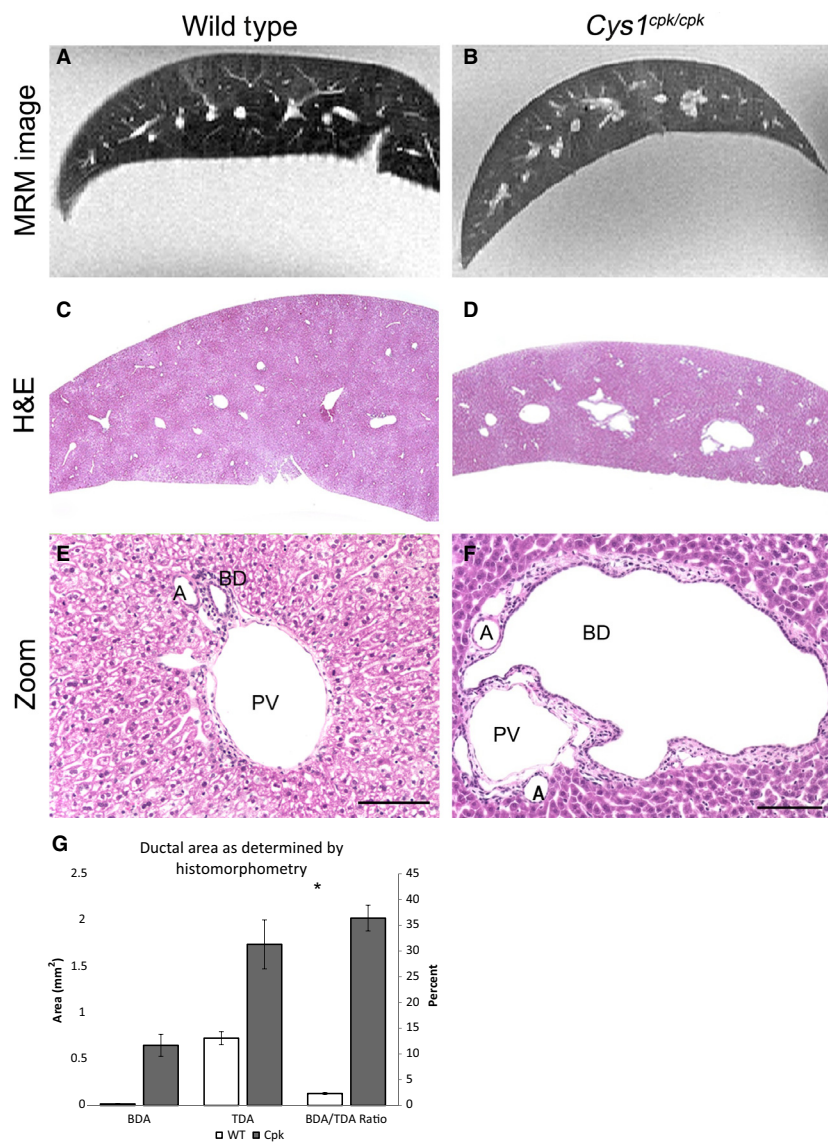 Wild type
Cys1cpk/cpk
MRM image
A
B
H&E
C
D
Zoom
E
A
BD
PV
F
A
BD
PV
A
G
Ductal area as determined by
histomorphometry
*
Area (mm2)
2.5
2
1.5
1
0.5
0
Percent
45
40
35
30
25
20
15
10
5
0
BDA
TDA
BDA/TDA Ratio
WT
Cpk